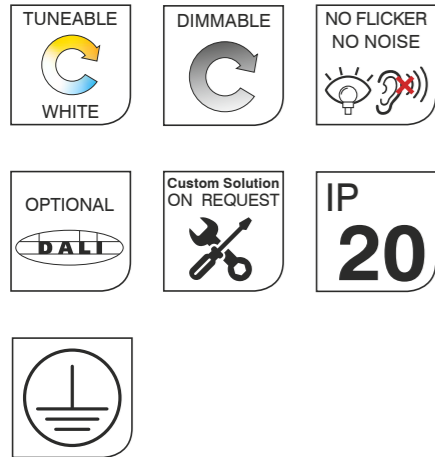 TUNEABLE
WHITE
DIMMABLE
NO FLICKER
NO NOISE
OPTIONAL
DALI
Custom Solution
ON REQUEST
IP
20